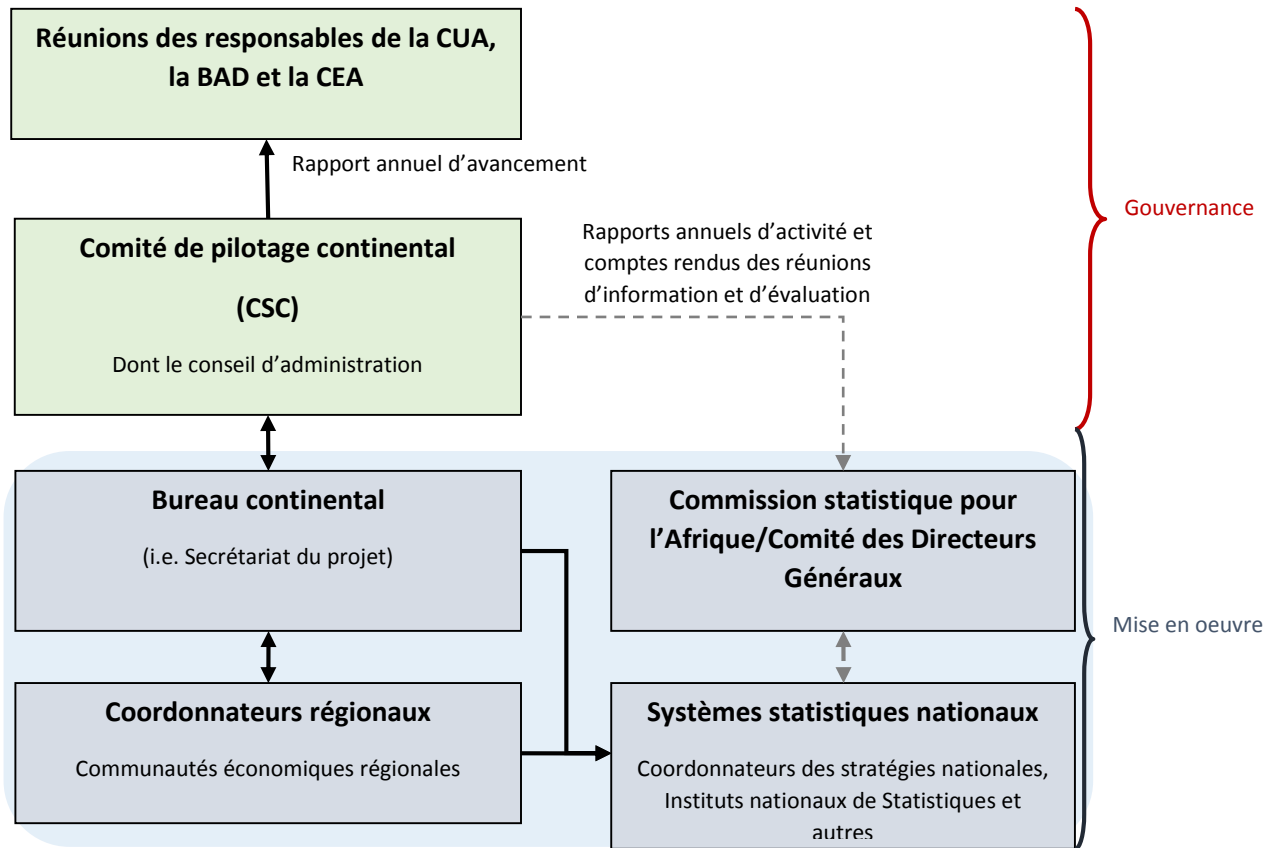 Réunions des responsables de la CUA,
la BAD et la CEA
Rapport annuel d’avancement
Gouvernance
Comité de pilotage continental
(CSC)
Dont le conseil d’administration
Rapports annuels d’activité et
comptes rendus des réunions
d’information et d’évaluation
Bureau continental
(i.e. Secrétariat du projet)
Commission statistique pour
l’Afrique/Comité des Directeurs
Généraux
Mise en oeuvre
Coordonnateurs régionaux
Communautés économiques régionales
Systèmes statistiques nationaux
Coordonnateurs des stratégies nationales,
Instituts nationaux de Statistiques et
autres